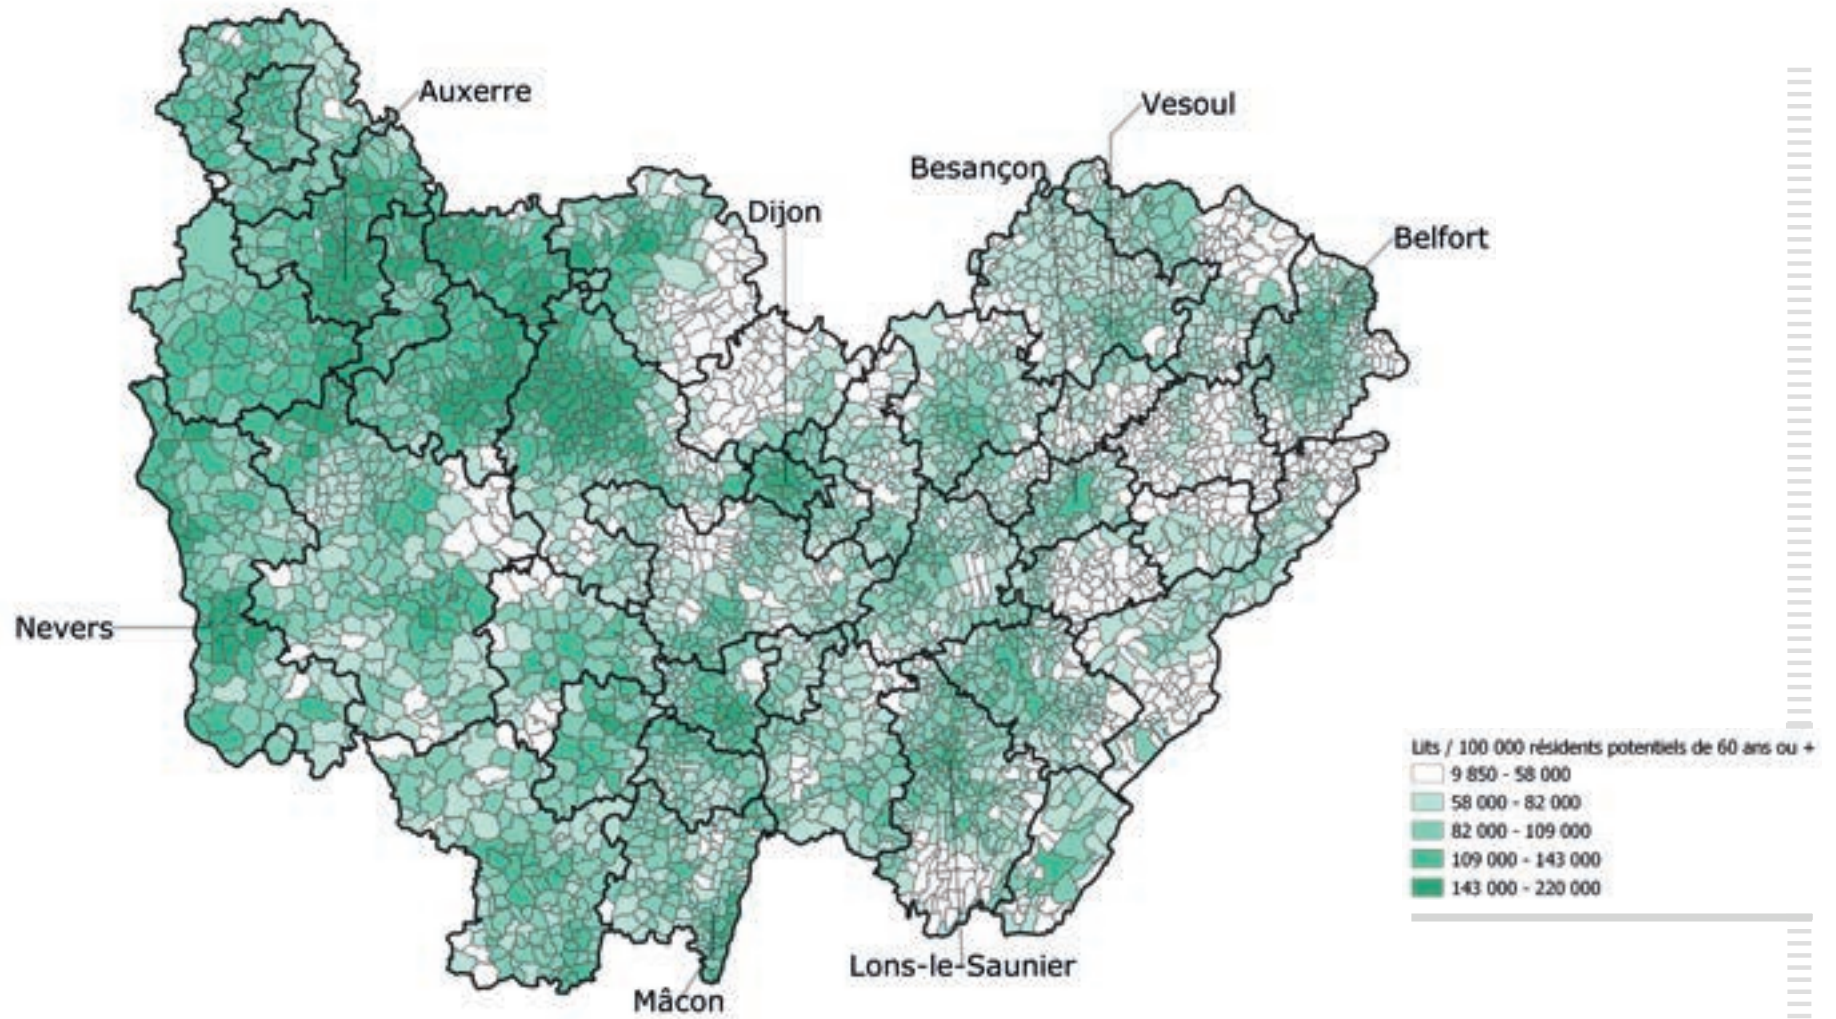 Auxerre
Vesoul
Besançon
Dijon
Belfort
Nevers
Lits / 100 000 résidents potentiels de 60 ans ou +
9 850 - 58 000
58 000 - 82 000
82 000 - 109 000
109 000 - 143 000
143 000 - 220 000
Lons-le-Saunier
Mâcon